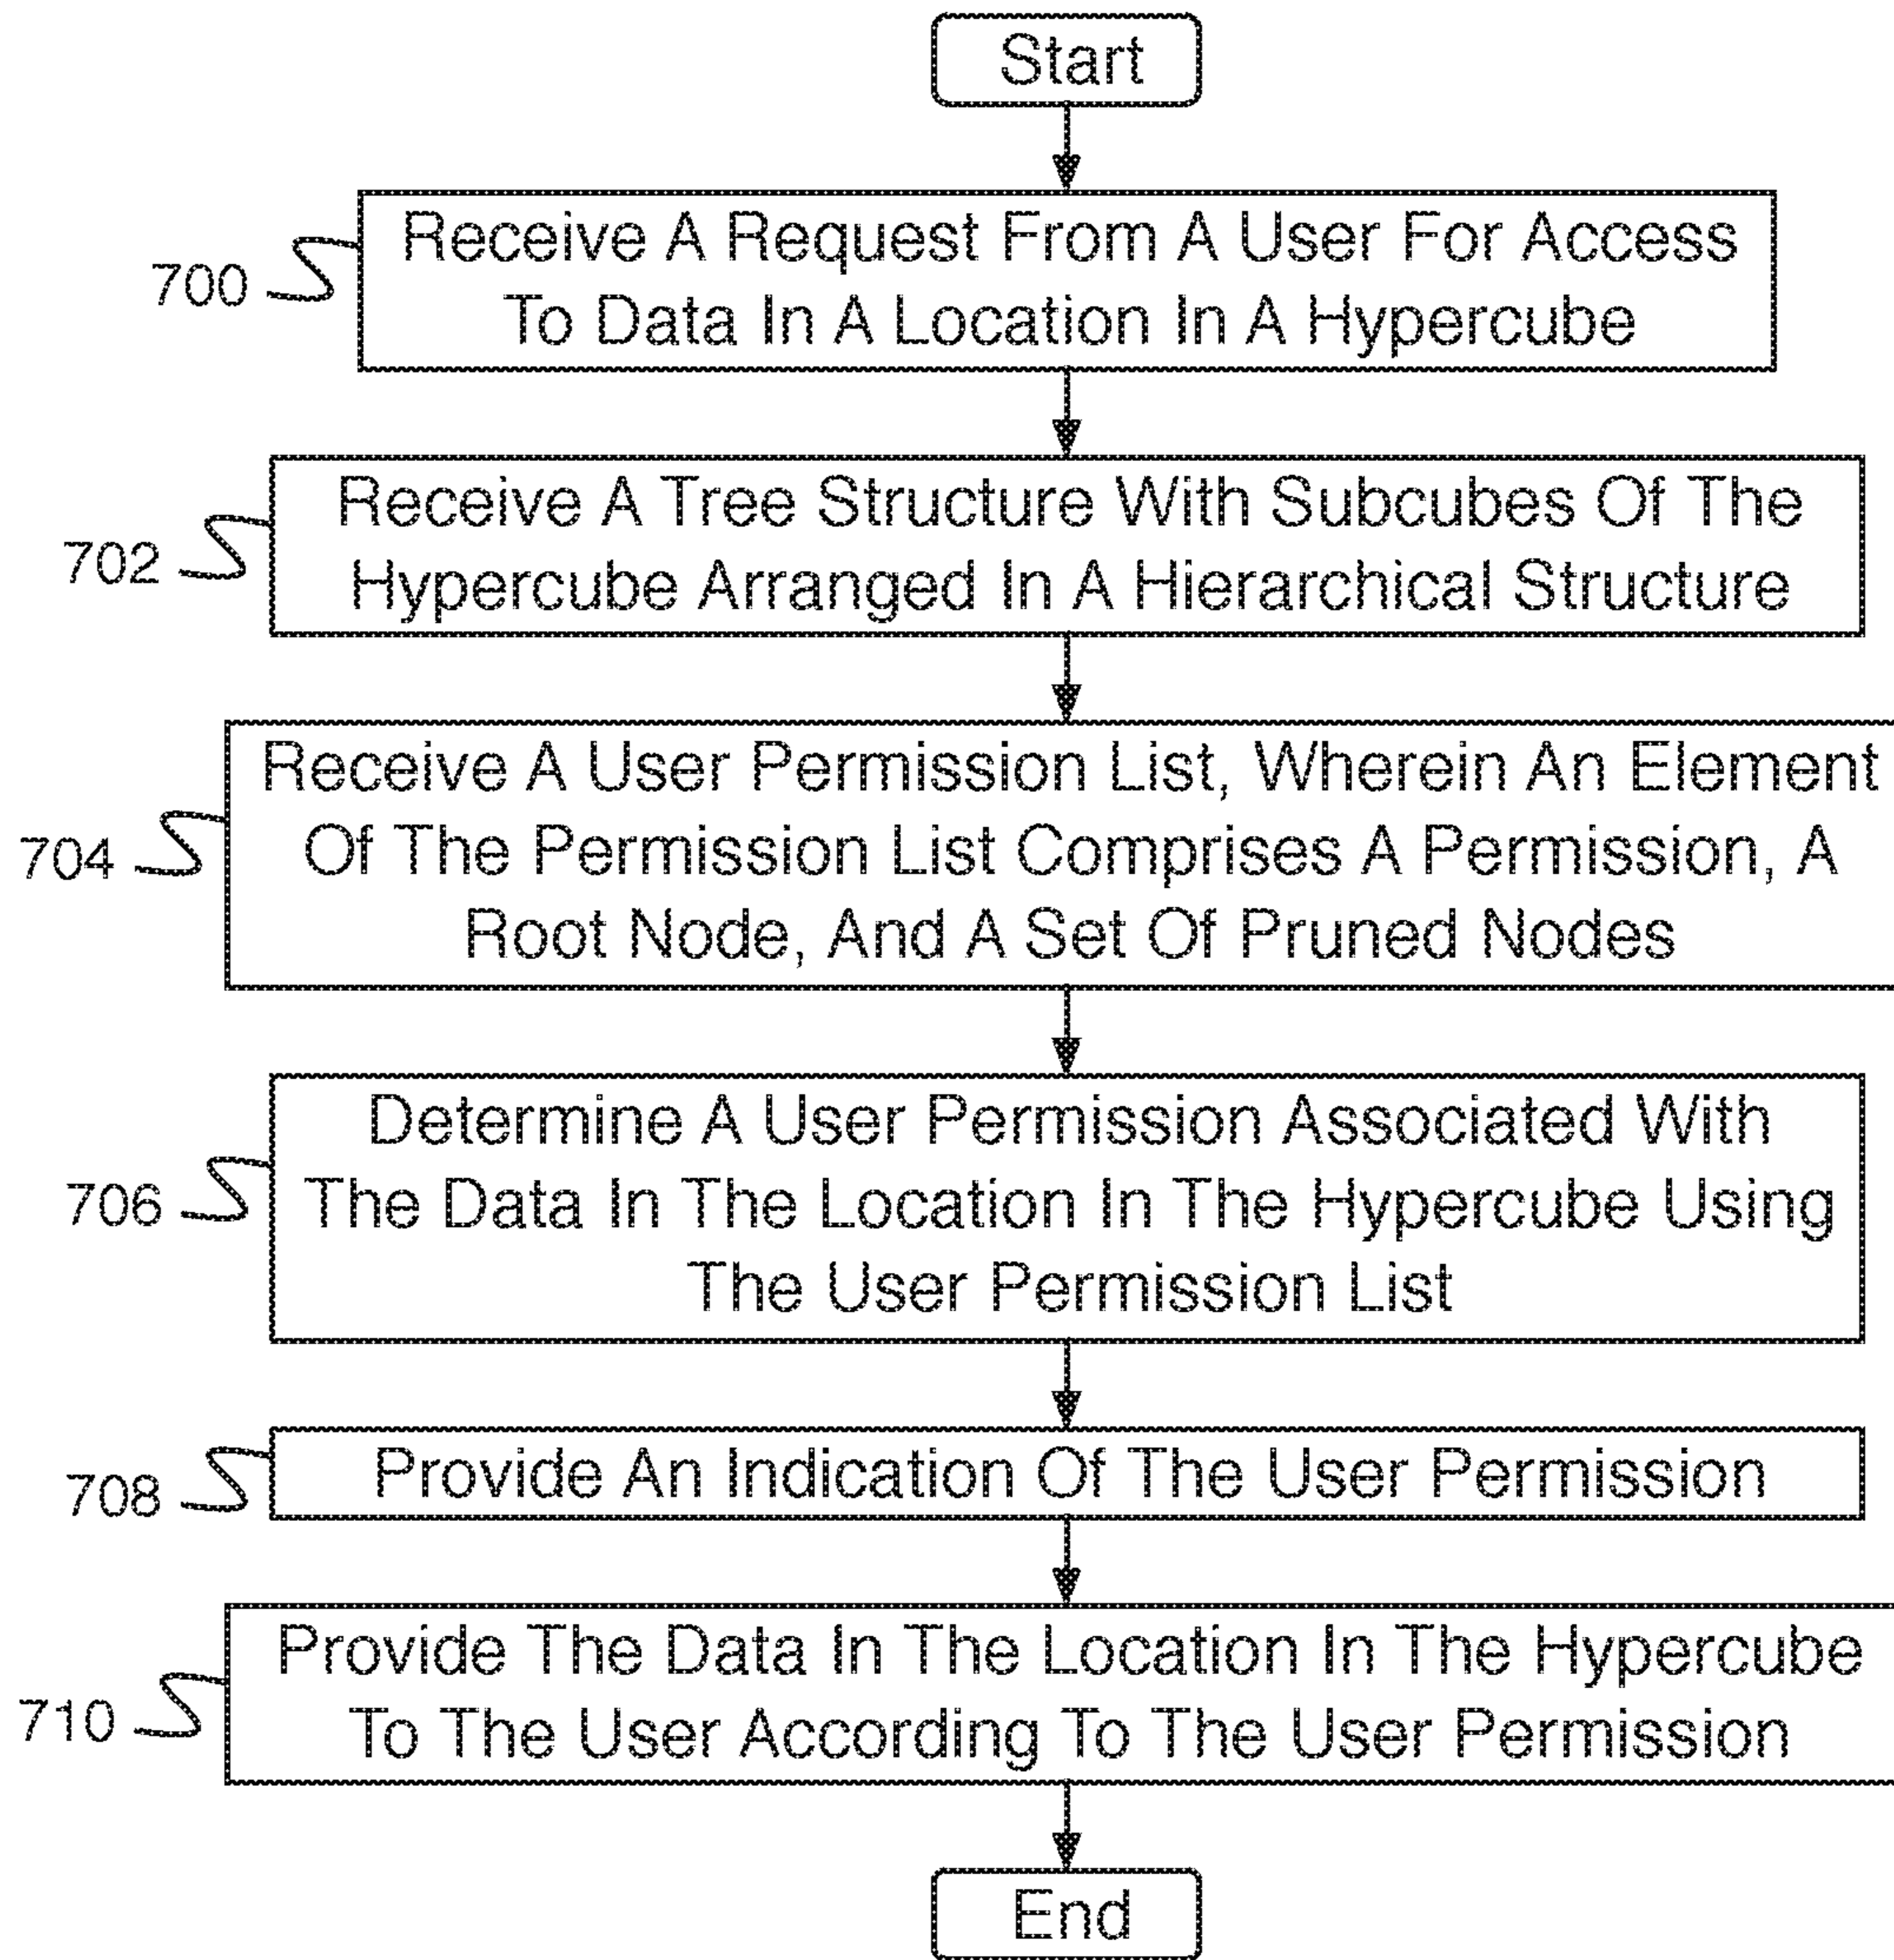 Start
700
Receive A Request From A User For Access
To Data In A Location In A Hypercube
702
Receive A Tree Structure With Subcubes Of The
Hypercube Arranged In A Hierarchical Structure
704
Receive A User Permission List, Wherein An Element
Of The Permission List Comprises A Permission, A
Root Node, And A Set Of Pruned Nodes
706
Determine A User Permission Associated With
The Data In The Location In The Hypercube Using
The User Permission List
708
Provide An Indication Of The User Permission
710
Provide The Data In The Location In The Hypercube
To The User According To The User Permission
End